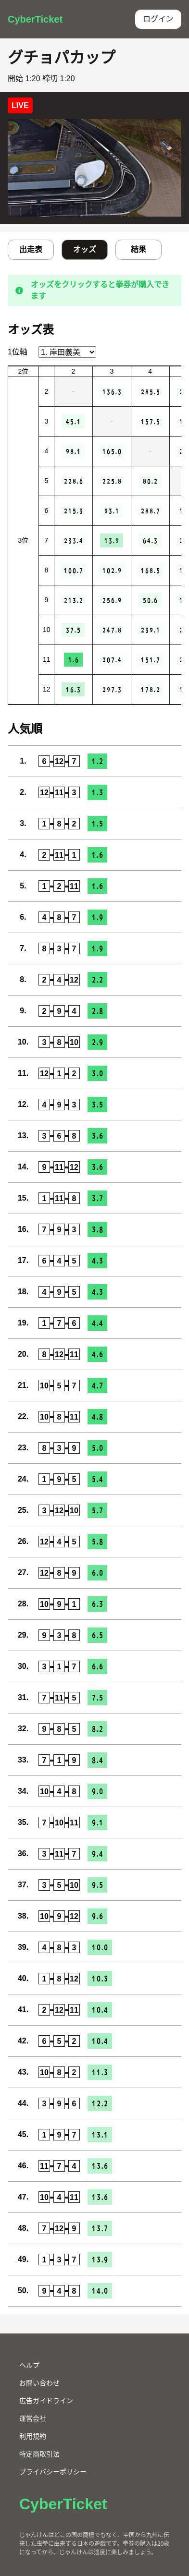 CyberTicket
ログイン
グチョパカップ
開始 1:20 締切 1:20
LIVE
出走表
オッズ
結果
オッズをクリックすると拳券が購入できます
オッズ表
1位軸 1. 岸田義美
2位 2 3 4
2 - 136.3 285.5
3 45.1 - 157.5
4 98.1 165.0 -
5 228.6 225.8 80.2
6 215.3 93.1 288.7
3位 7 233.4 13.9 64.3
8 100.7 102.9 168.5
9 213.2 256.9 50.6
10 37.5 247.8 239.1
11 1.6 207.4 151.7
12 16.3 297.3 178.2
人気順
1. 6-12-7 1.2
2. 12-11-3 1.3
3. 1-8-2 1.5
4. 2-11-1 1.6
5. 1-2-11 1.6
6. 4-8-7 1.9
7. 8-3-7 1.9
8. 2-4-12 2.2
9. 2-9-4 2.8
10. 3-8-10 2.9
11. 12-1-2 3.0
12. 4-9-3 3.5
13. 3-6-8 3.6
14. 9-11-12 3.6
15. 1-11-8 3.7
16. 7-9-3 3.8
17. 6-4-5 4.3
18. 4-9-5 4.3
19. 1-7-6 4.4
20. 8-12-11 4.6
21. 10-5-7 4.7
22. 10-8-11 4.8
23. 8-3-9 5.0
24. 1-9-5 5.4
25. 3-12-10 5.7
26. 12-4-5 5.8
27. 12-8-9 6.0
28. 10-9-1 6.3
29. 9-3-8 6.5
30. 3-1-7 6.6
31. 7-11-5 7.5
32. 9-8-5 8.2
33. 7-1-9 8.4
34. 10-4-8 9.0
35. 7-10-11 9.1
36. 3-11-7 9.4
37. 3-5-10 9.5
38. 10-9-12 9.6
39. 4-8-3 10.0
40. 1-8-12 10.3
41. 2-12-11 10.4
42. 6-5-2 10.4
43. 10-8-2 11.3
44. 3-9-6 12.2
45. 1-9-7 13.1
46. 11-7-4 13.6
47. 10-4-11 13.6
48. 7-12-9 13.7
49. 1-3-7 13.9
50. 9-4-8 14.0
ヘルプ
お問い合わせ
広告ガイドライン
運営会社
利用規約
特定商取引法
プライバシーポリシー
CyberTicket
じゃんけんはどこの国の商標でもなく、中国から九州に伝
来した虫拳に由来する日本の遊戯です。拳券の購入は20歳
になってから。じゃんけんは適度に楽しみましょう。